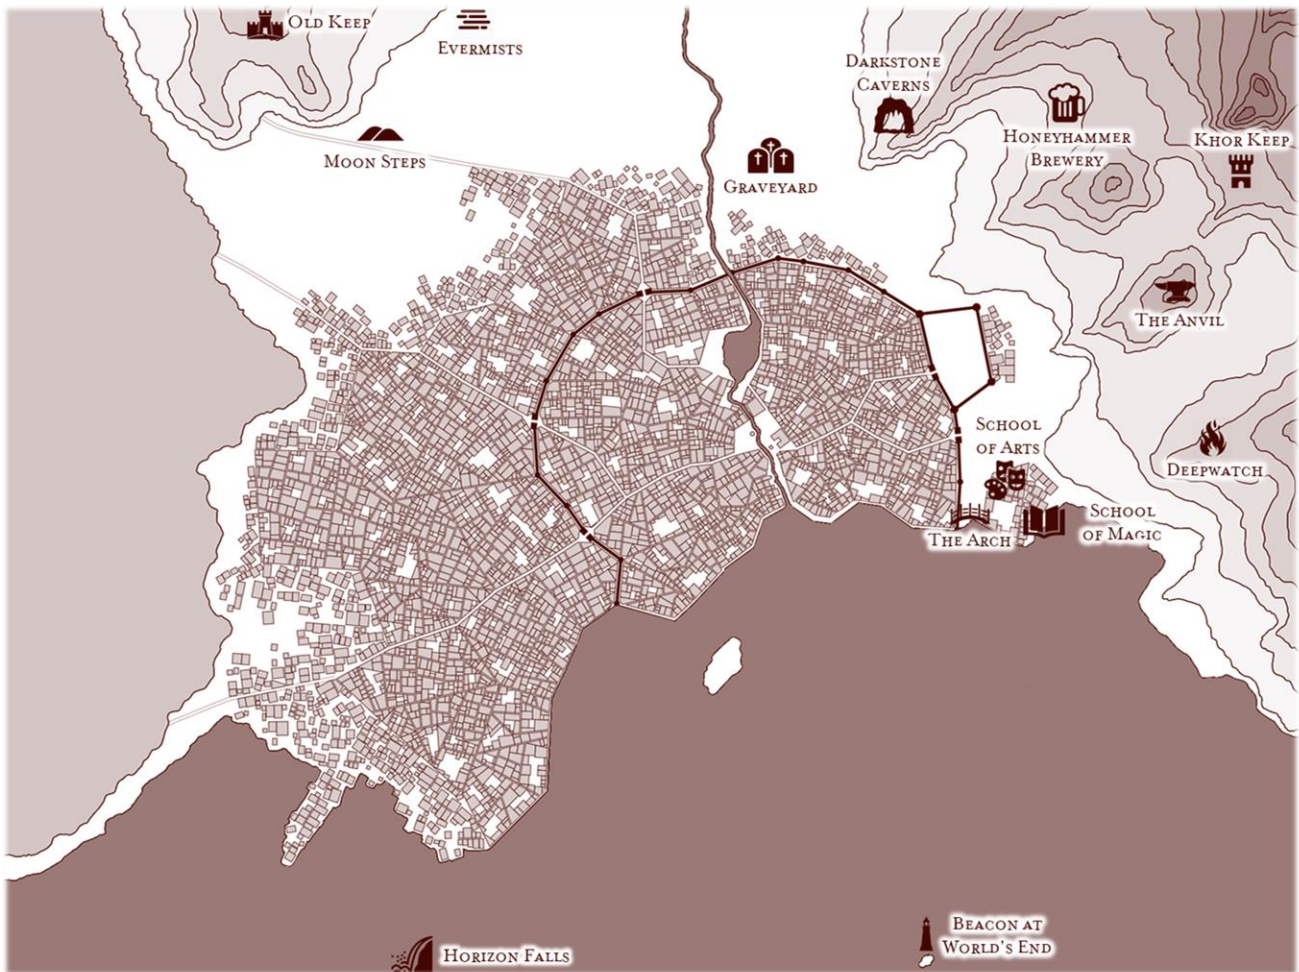 Old Keep
Evermists
Darkstone
Caverns
Moon Steps
Graveyard
Honeyhammer
Brewery
Khor Keep
The Anvil
School
of Arts
Deepwatch
The Arch
School
of Magic
Horizon Falls
Beacon at
World's End